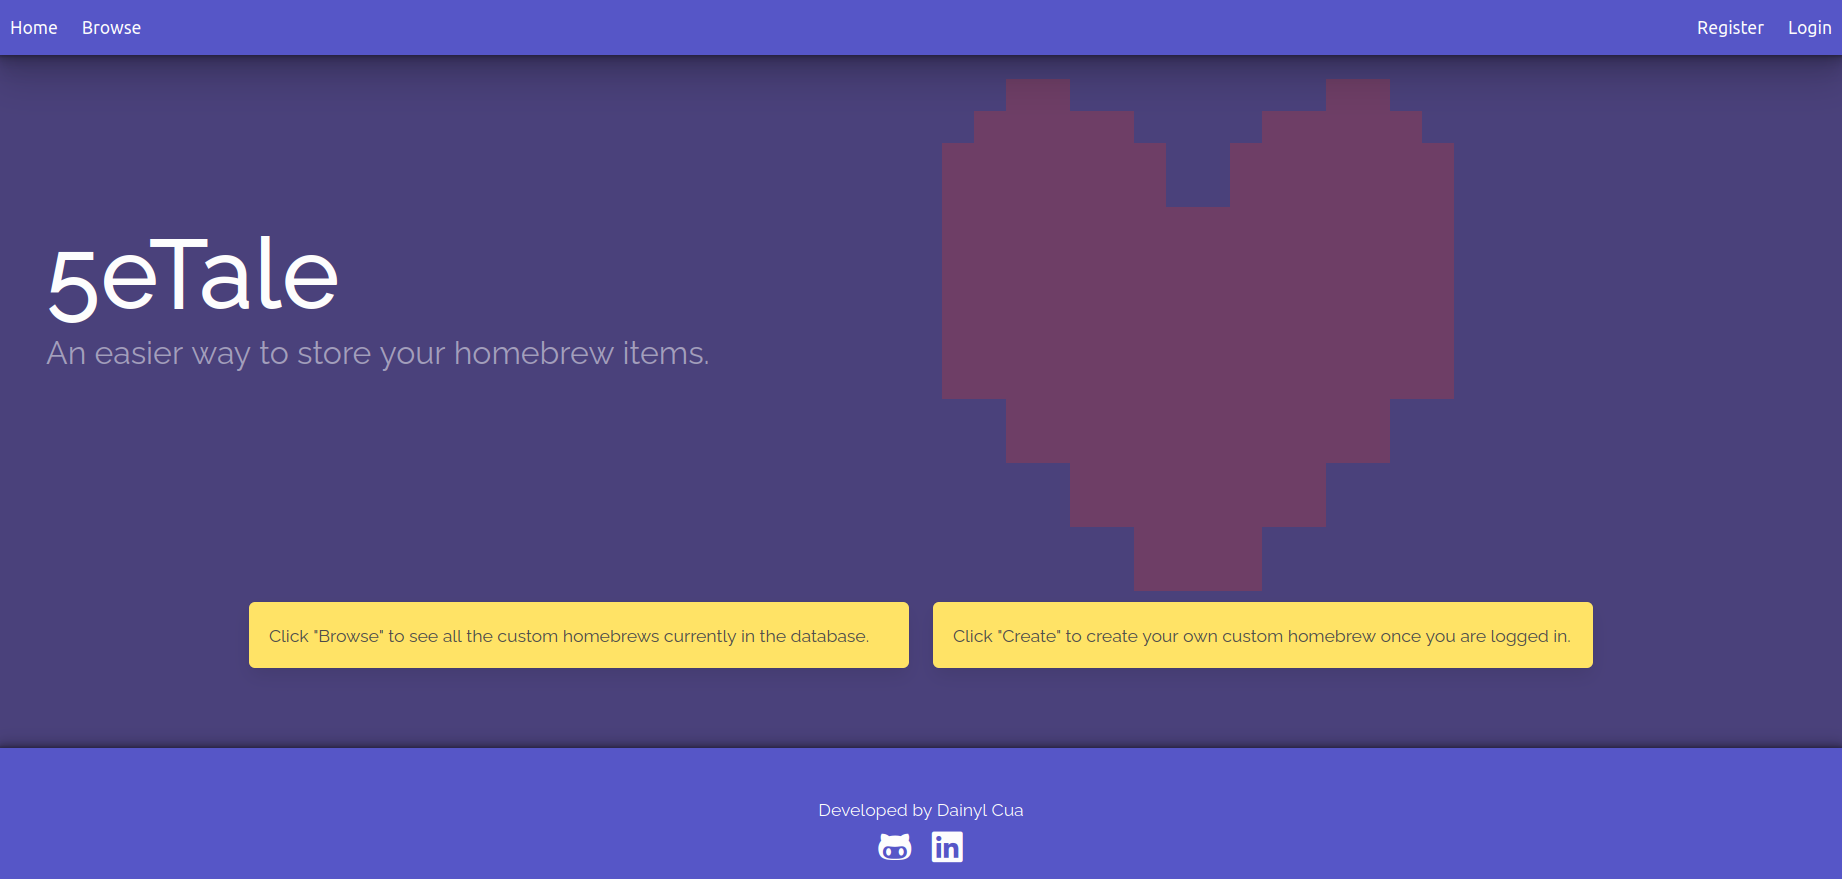 Home Browse Register Login
5eTale
An easier way to store your homebrew items.
Click "Browse" to see all the custom homebrews currently in the database.
Click "Create" to create your own custom homebrew once you are logged in.
Developed by Dainyl Cua
in